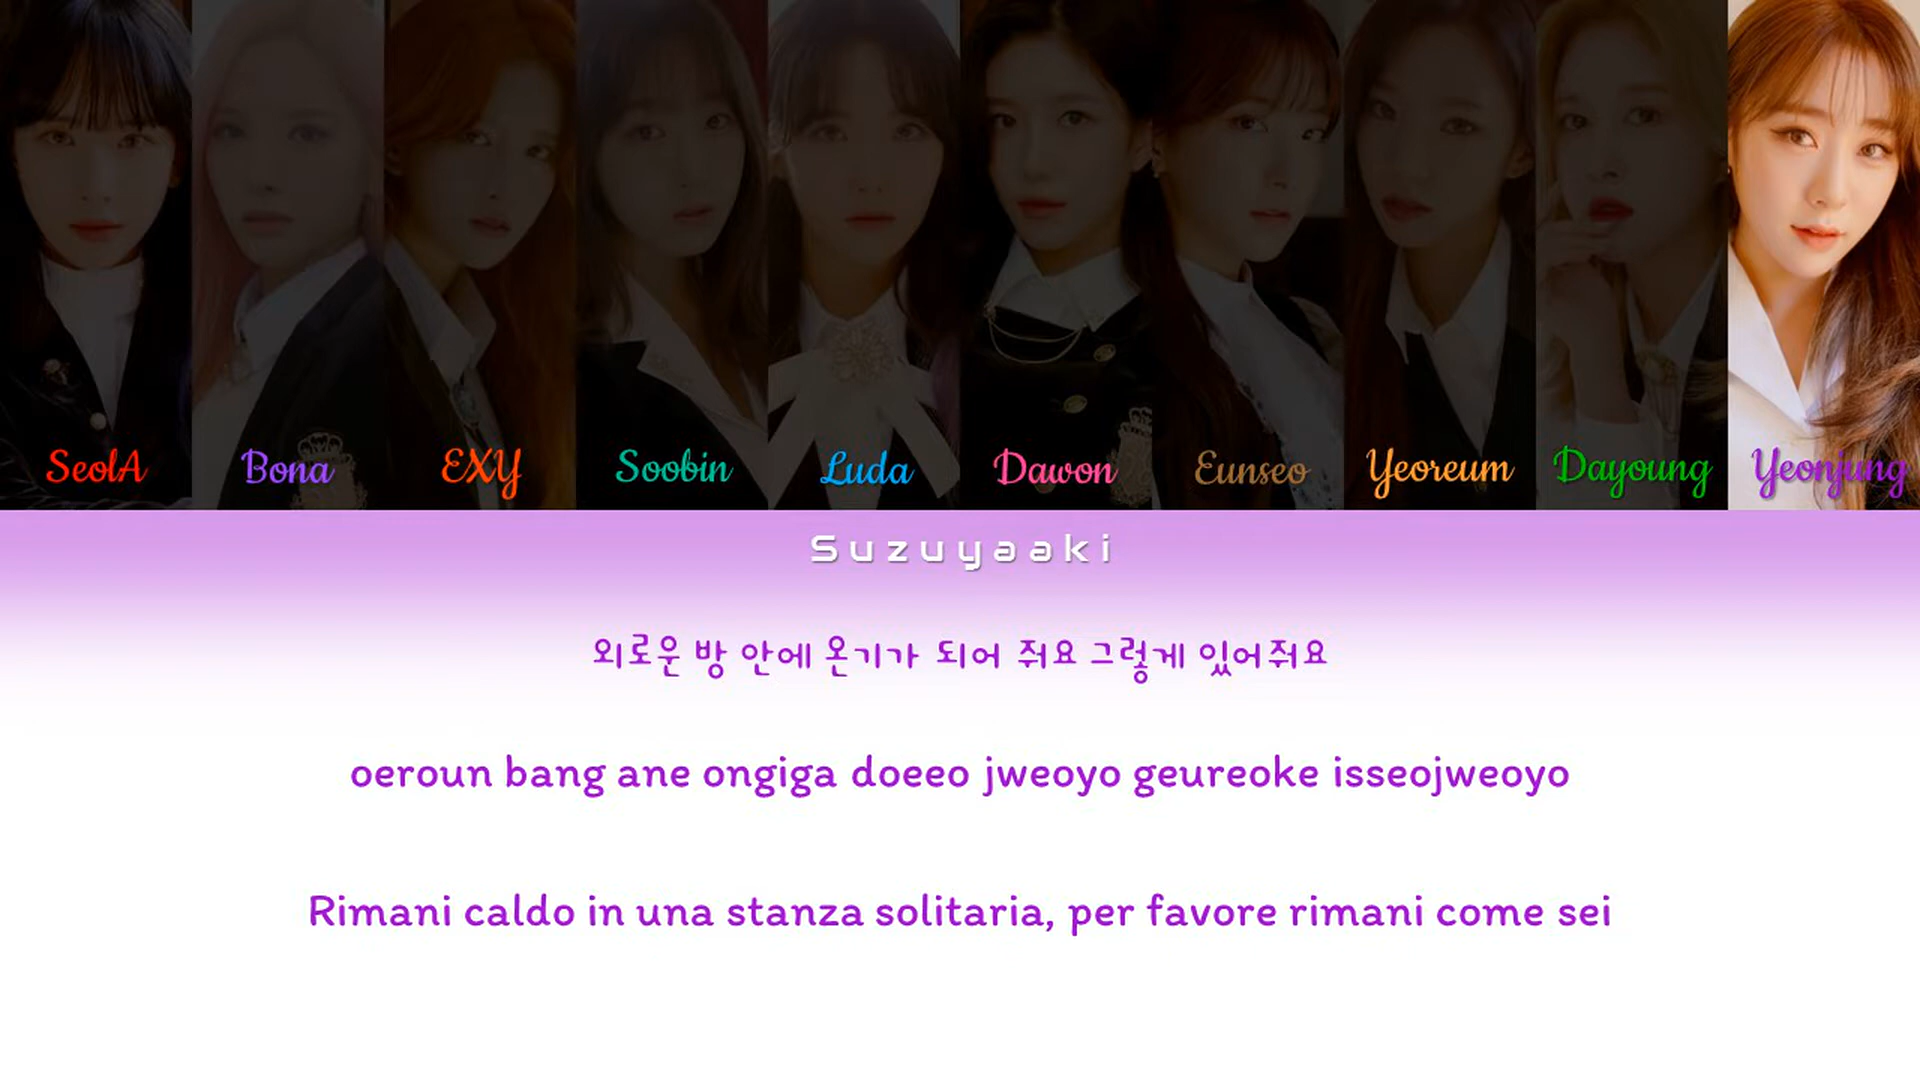 SeolA Bona EXY Soobin Luda Dawon Eunseo Yeoreum Dayoung Yeonjung
Suzuyaaki
외로운 방 안에 온기가 되어 줘요 그렇게 있어줘요
oeroun bang ane ongiga doeeo jweoyo geureoke isseojweoyo
Rimani caldo in una stanza solitaria, per favore rimani come sei